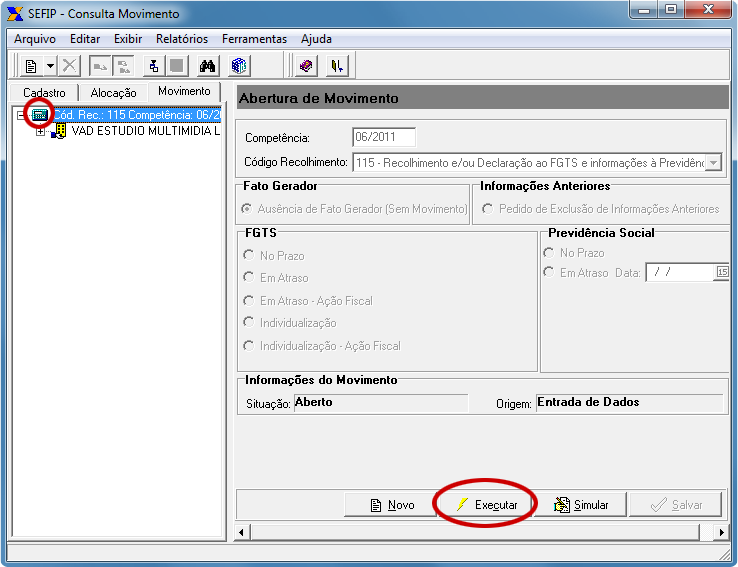 SEFIP - Consulta Movimento
Arquivo Editar Exibir Relatórios Ferramentas Ajuda
Cadastro Alocação Movimento
Cód. Rec.: 115 Competência: 06/20
VAD ESTUDIO MULTIMIDIA L
Abertura de Movimento
Competência: 06/2011
Código Recolhimento: 115 - Recolhimento e/ou Declaração ao FGTS e informações à Previdênc
Fato Gerador
Ausência de Fato Gerador (Sem Movimento)
Informações Anteriores
Pedido de Exclusão de Informações Anteriores
FGTS
No Prazo
Em Atraso
Em Atraso - Ação Fiscal
Individualização
Individualização - Ação Fiscal
Previdência Social
No Prazo
Em Atraso Data: / / 15
Informações do Movimento
Situação: Aberto Origem: Entrada de Dados
Novo Executar Simular Salvar